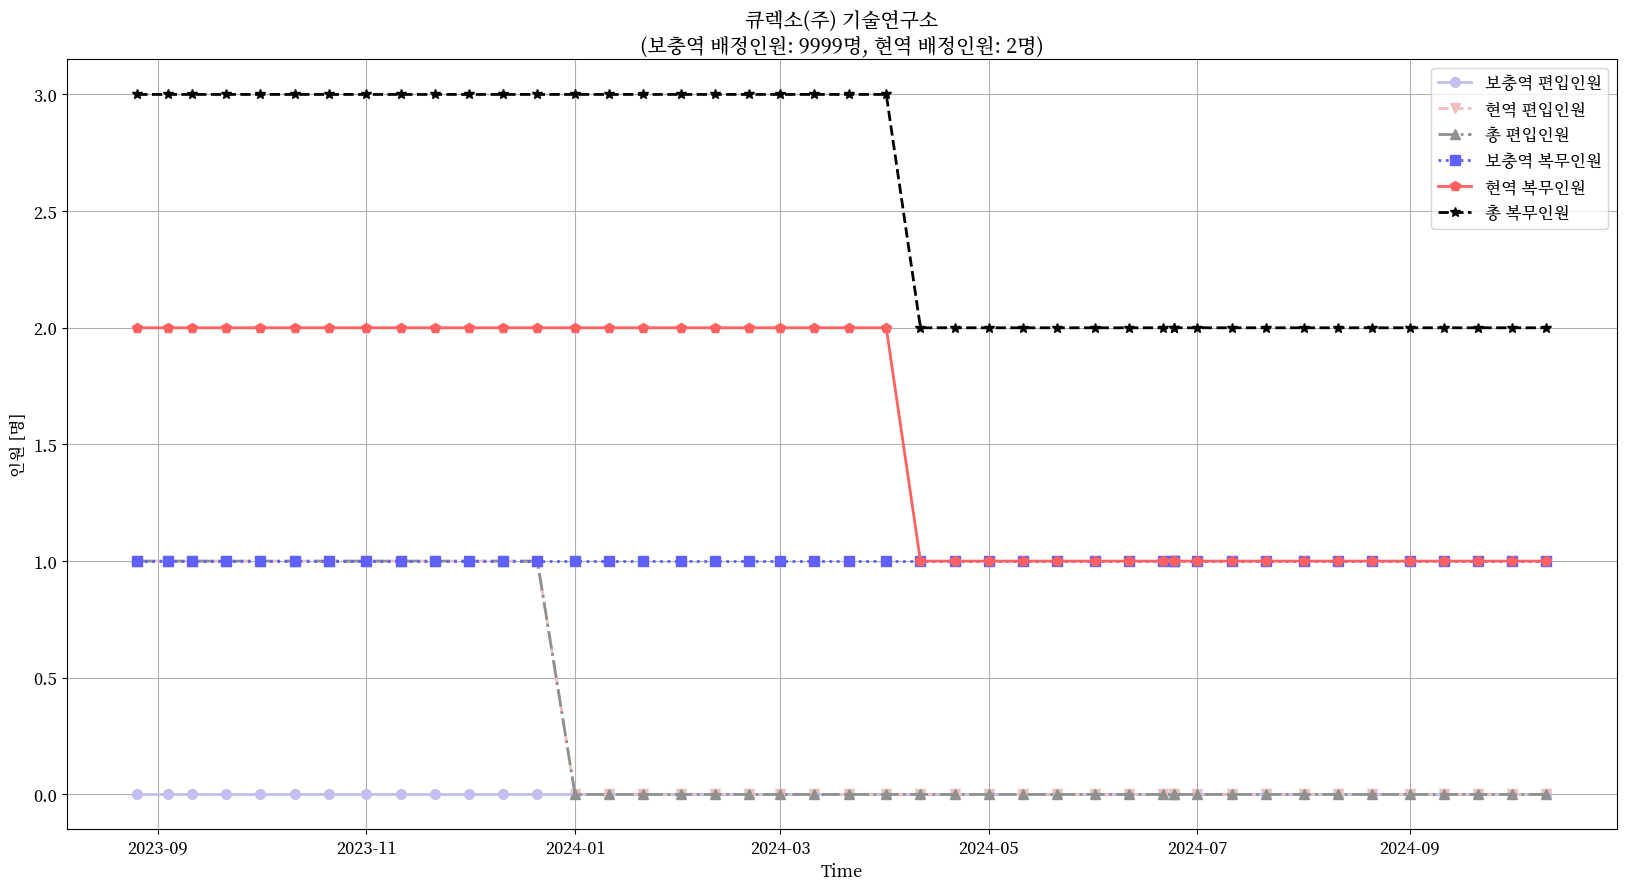 큐렉소(주) 기술연구소
(보충역 배정인원: 9999명, 현역 배정인원: 2명)
보충역 편입인원
현역 편입인원
총 편입인원
보충역 복무인원
현역 복무인원
총 복무인원
인원 [명]
3.0
2.5
2.0
1.5
1.0
0.5
0.0
2023-09
2023-11
2024-01
2024-03
2024-05
2024-07
2024-09
Time